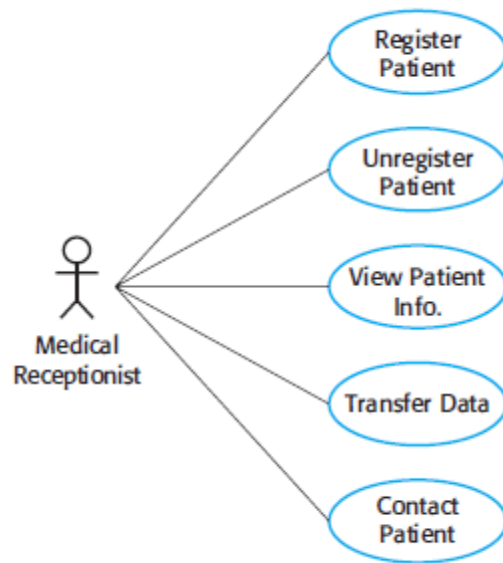 Register
Patient
Unregister
Patient
View Patient
Info.
Medical
Receptionist
Transfer Data
Contact
Patient